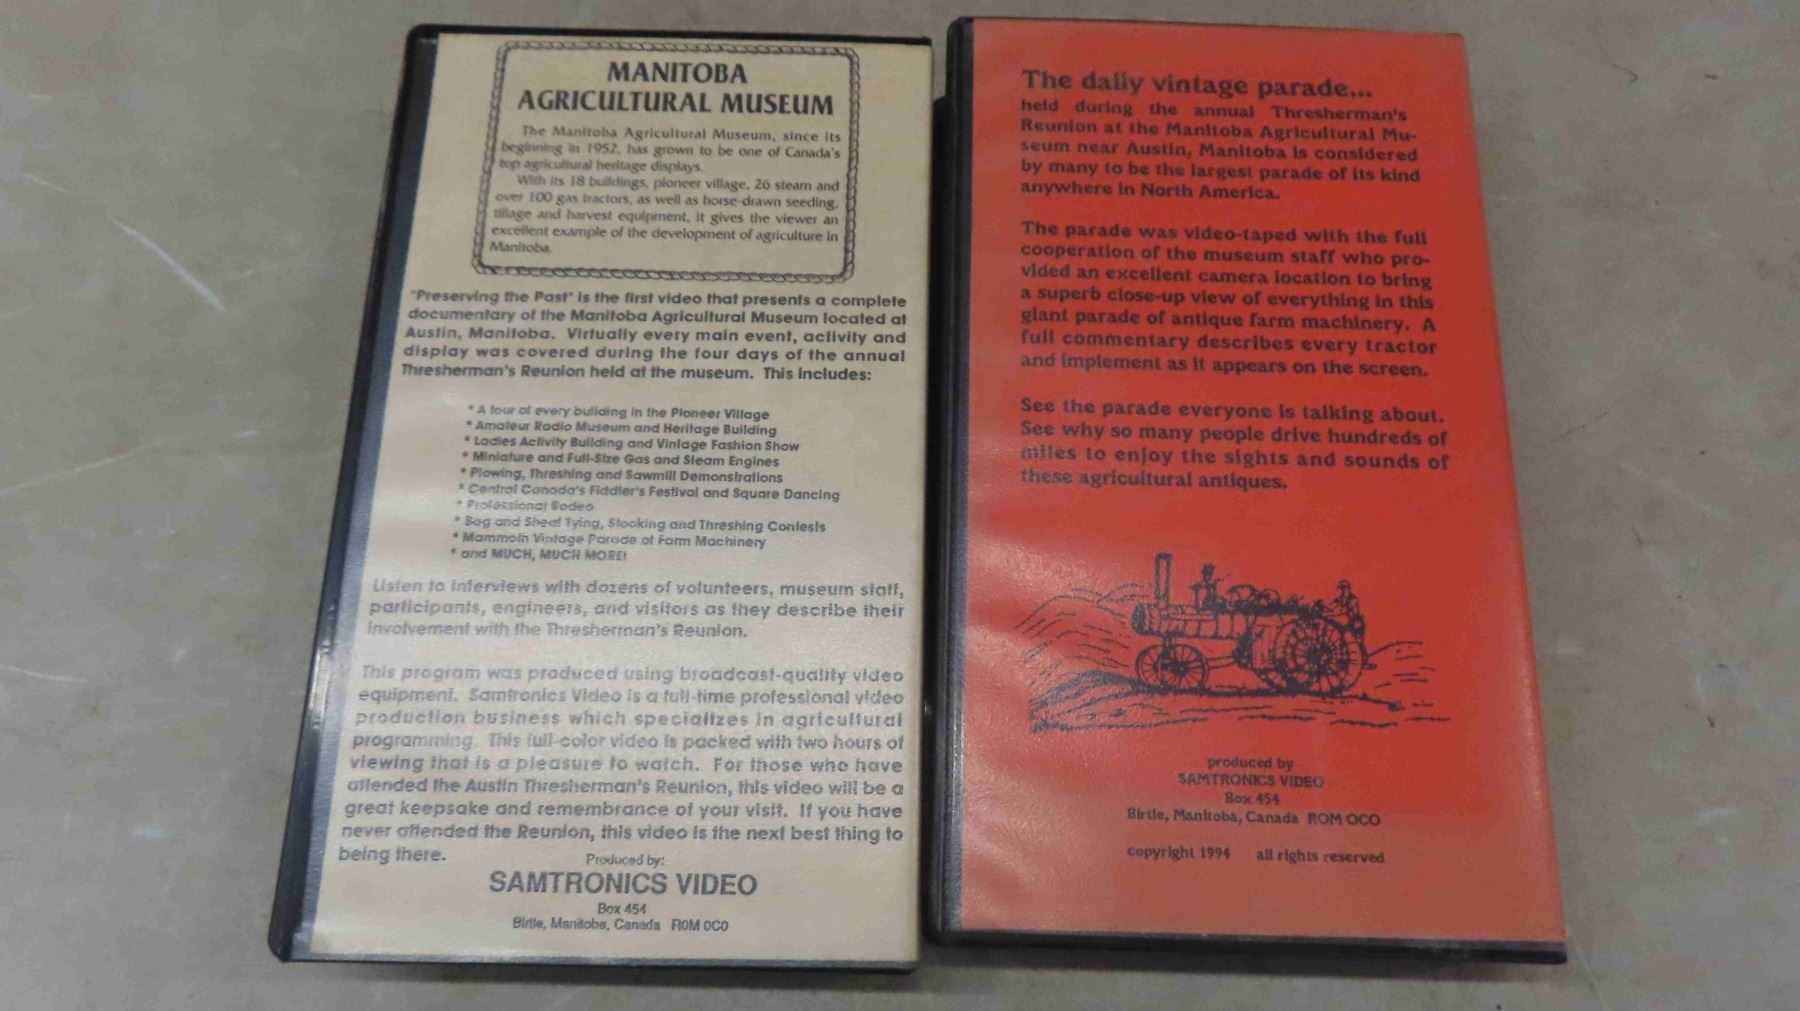 MANITOBA
AGRICULTURAL MUSEUM
The Manitoba Agricultural Museum, since its
beginning in 1952, has grown to be one of Canada's
top agricultural heritage displays.
With its 18 buildings, pioneer village, 26 steam and
over 100 gas tractors, as well as horse-drawn seeding,
tillage and harvest equipment, it gives the viewer an
excellent example of the development of agriculture in
Manitoba.
"Preserving the Past" is the first video that presents a complete
documentary of the Manitoba Agricultural Museum located at
Austin, Manitoba. Virtually every main event, activity and
display was covered during the four days of the annual
Thresherman's Reunion held at the museum. This includes:
* A tour of every building in the Pioneer Village
* Amateur Radio Museum and Heritage Building
* Ladies Activity Building and Vintage Fashion Show
* Miniature and Full-Size Gas and Steam Engines
* Plowing, Threshing and Sawmill Demonstrations
* Central Canada's Fiddler's Festival and Square Dancing
* Professional Rodeo
* Bag and Sheaf Tying, Stooking and Threshing Contests
* Mammoth Vintage Parade of Farm Machinery
* and MUCH, MUCH MORE!
Listen to interviews with dozens of volunteers, museum staff,
participants, engineers, and visitors as they describe their
involvement with the Thresherman's Reunion.
This program was produced using broadcast-quality video
equipment. Samtronics Video is a full-time professional video
production business which specializes in agricultural
programming. This full-color video is packed with two hours of
viewing that is a pleasure to watch. For those who have
attended the Austin Thresherman's Reunion, this video will be a
great keepsake and remembrance of your visit. If you have
never attended the Reunion, this video is the next best thing to
being there.
Produced by:
SAMTRONICS VIDEO
Box 454
Birtle, Manitoba, Canada R0M 0C0
The daily vintage parade...
held during the annual Thresherman's
Reunion at the Manitoba Agricultural Mu-
seum near Austin, Manitoba is considered
by many to be the largest parade of its kind
anywhere in North America.
The parade was video-taped with the full
cooperation of the museum staff who pro-
vided an excellent camera location to bring
a superb close-up view of everything in this
giant parade of antique farm machinery. A
full commentary describes every tractor
and implement as it appears on the screen.
See the parade everyone is talking about.
See why so many people drive hundreds of
miles to enjoy the sights and sounds of
these agricultural antiques.
produced by
SAMTRONICS VIDEO
Box 454
Birtle, Manitoba, Canada ROM OCO
copyright 1994 all rights reserved